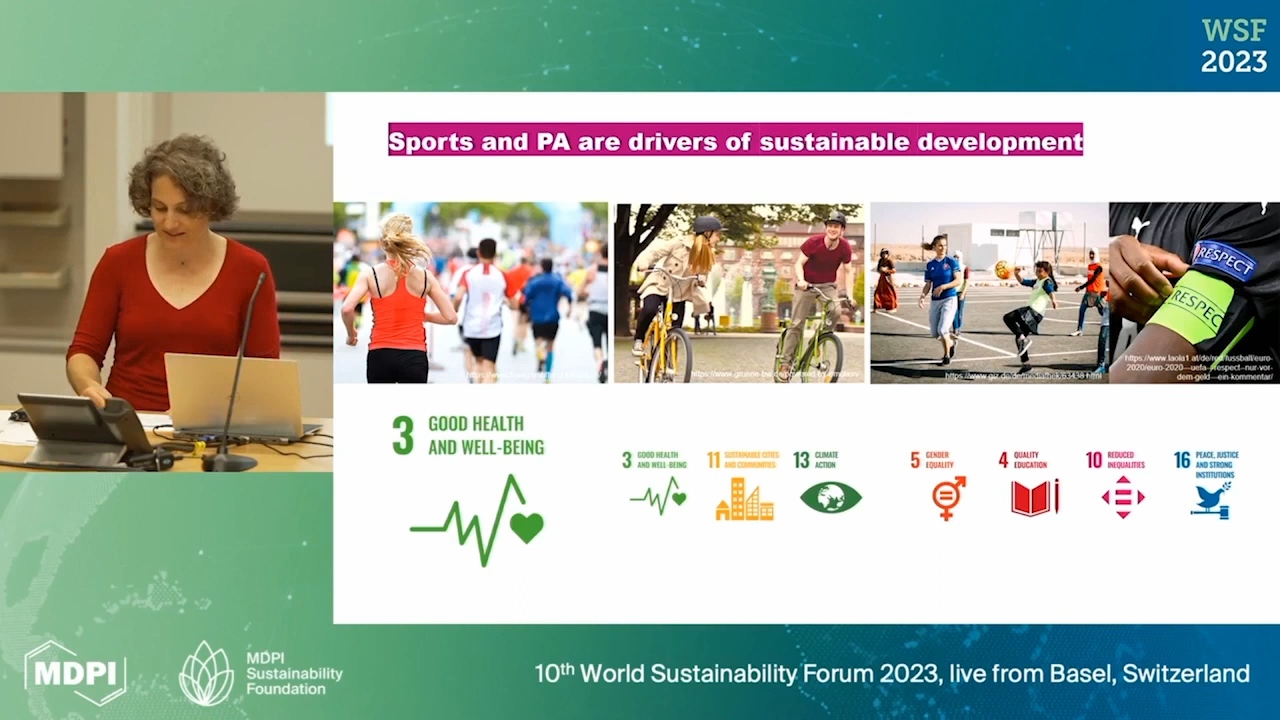 WSF
2023
Sports and PA are drivers of sustainable development
RESPECT
RESPECT
https://www.laola1.at/de/red/fussball/euro-
2020/euro-2020---uefa--respect--nur-vor-
dem-geld---ein-kommentar/
https://www.giz.de/de/mediathek/63438.html
3 GOOD HEALTH
AND WELL-BEING
3 GOOD HEALTH
AND WELL-BEING
11 SUSTAINABLE CITIES
AND COMMUNITIES
13 CLIMATE
ACTION
5 GENDER
EQUALITY
4 QUALITY
EDUCATION
10 REDUCED
INEQUALITIES
16 PEACE, JUSTICE
AND STRONG
INSTITUTIONS
MDPI
MDPI
Sustainability
Foundation
10th World Sustainability Forum 2023, live from Basel, Switzerland